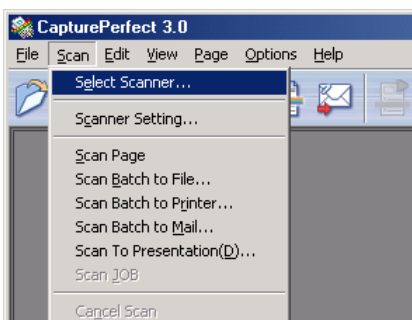 CapturePerfect 3.0
File Scan Edit View Page Options Help
Select Scanner...
Scanner Setting...
Scan Page
Scan Batch to File...
Scan Batch to Printer...
Scan Batch to Mail...
Scan To Presentation(D)...
Scan JOB
Cancel Scan